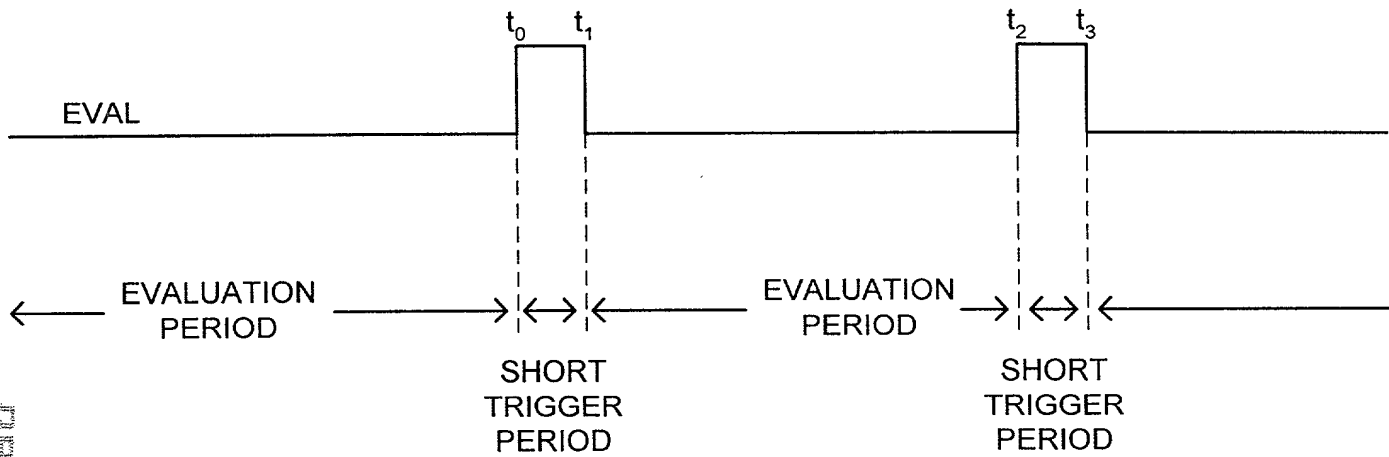 t0 t1 t2 t3
EVAL
EVALUATION
PERIOD
EVALUATION
PERIOD
SHORT
TRIGGER
PERIOD
SHORT
TRIGGER
PERIOD